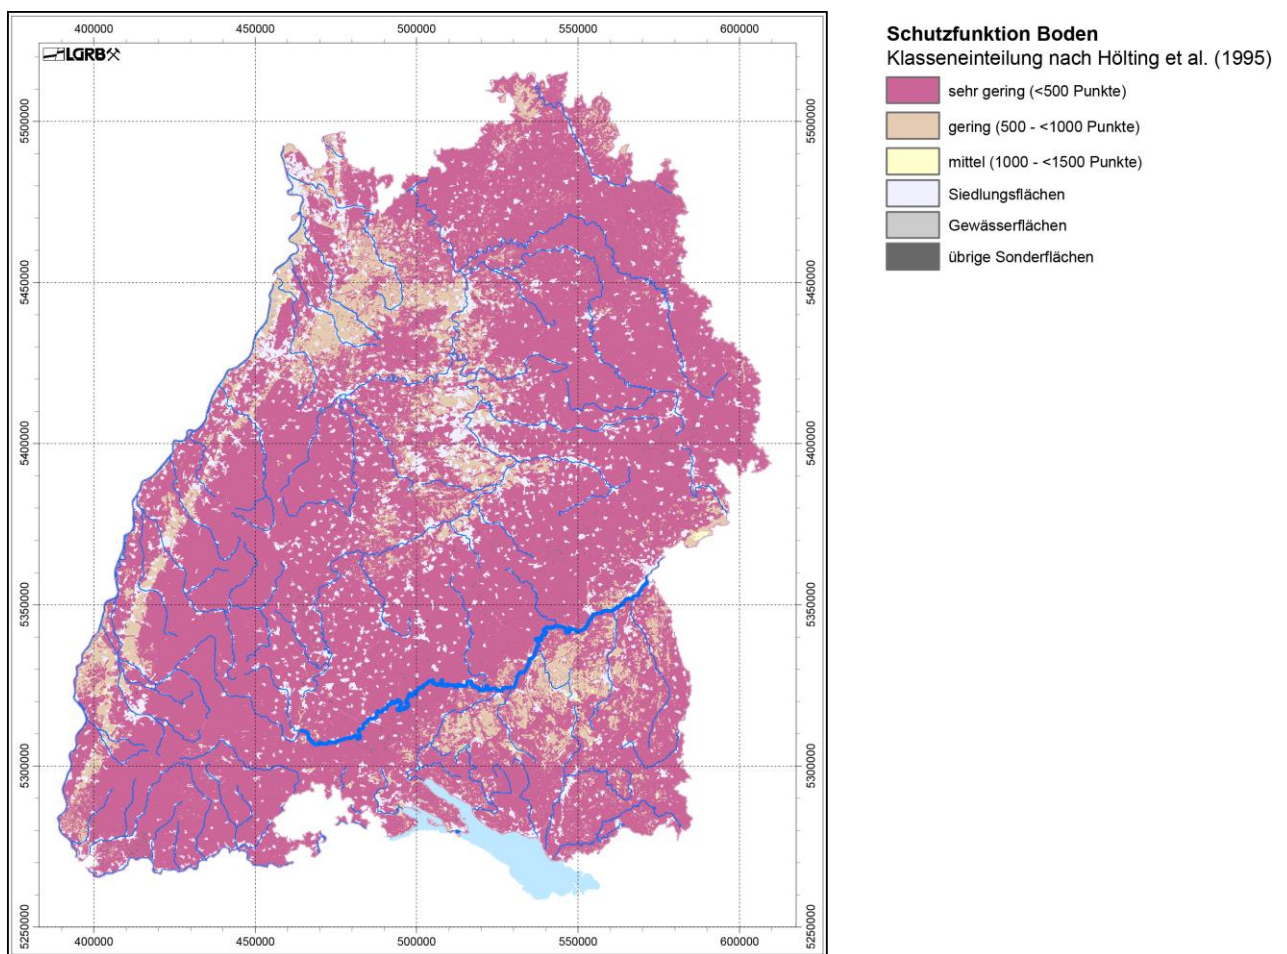 400000 450000 500000 550000 600000
LGRB
5500000 5500000
5450000 5450000
5400000 5400000
5350000 5350000
5300000 5300000
5250000 5250000
400000 450000 500000 550000 600000
Schutzfunktion Boden
Klasseneinteilung nach Hölting et al. (1995)
sehr gering (<500 Punkte)
gering (500 - <1000 Punkte)
mittel (1000 - <1500 Punkte)
Siedlungsflächen
Gewässerflächen
übrige Sonderflächen